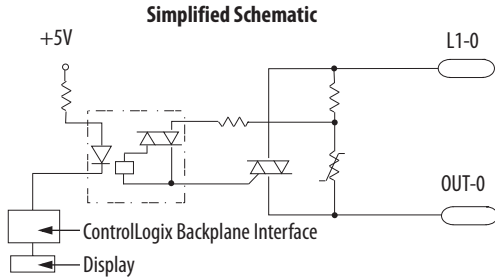 Simplified Schematic
+5V
L1-0
OUT-0
ControlLogix Backplane Interface
Display